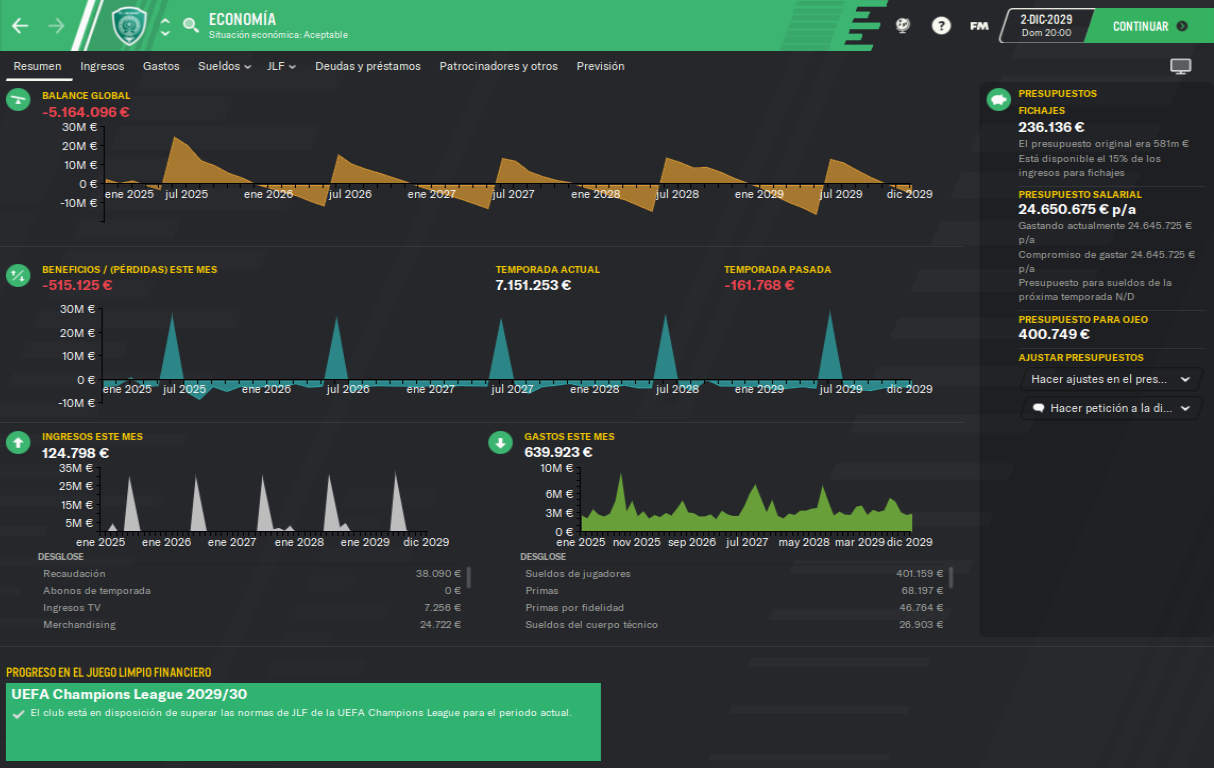 ECONOMÍA
Situación económica: Aceptable
FM
2-DIC-2029
Dom 20:00
CONTINUAR
Resumen Ingresos Gastos Sueldos JLF Deudas y préstamos Patrocinadores y otros Previsión
BALANCE GLOBAL
-5.164.096 €
30M €
20M €
10M €
0 €
-10M €
ene 2025 jul 2025 ene 2026 jul 2026 ene 2027 jul 2027 ene 2028 jul 2028 ene 2029 jul 2029 dic 2029
BENEFICIOS / (PÉRDIDAS) ESTE MES
-515.125 €
TEMPORADA ACTUAL
7.151.253 €
TEMPORADA PASADA
-161.768 €
30M €
20M €
10M €
0 €
-10M €
ene 2025 jul 2025 ene 2026 jul 2026 ene 2027 jul 2027 ene 2028 jul 2028 ene 2029 jul 2029 dic 2029
INGRESOS ESTE MES
124.798 €
35M €
25M €
15M €
5M €
ene 2025 ene 2026 ene 2027 ene 2028 ene 2029 dic 2029
DESGLOSE
Recaudación 38.090 €
Abonos de temporada 0 €
Ingresos TV 7.256 €
Merchandising 24.722 €
GASTOS ESTE MES
639.923 €
10M €
6M €
3M €
0 €
ene 2025 nov 2025 sep 2026 jul 2027 may 2028 mar 2029 dic 2029
DESGLOSE
Sueldos de jugadores 401.159 €
Primas 68.197 €
Primas por fidelidad 46.764 €
Sueldos del cuerpo técnico 26.903 €
PRESUPUESTOS
FICHAJES
236.136 €
El presupuesto original era 581m €
Está disponible el 15% de los
ingresos para fichajes
PRESUPUESTO SALARIAL
24.650.675 € p/a
Gastando actualmente 24.645.725 €
p/a
Compromiso de gastar 24.645.725 €
p/a
Presupuesto para sueldos de la
próxima temporada N/D
PRESUPUESTO PARA OJEO
400.749 €
AJUSTAR PRESUPUESTOS
Hacer ajustes en el pres...
Hacer petición a la di...
PROGRESO EN EL JUEGO LIMPIO FINANCIERO
UEFA Champions League 2029/30
El club está en disposición de superar las normas de JLF de la UEFA Champions League para el periodo actual.